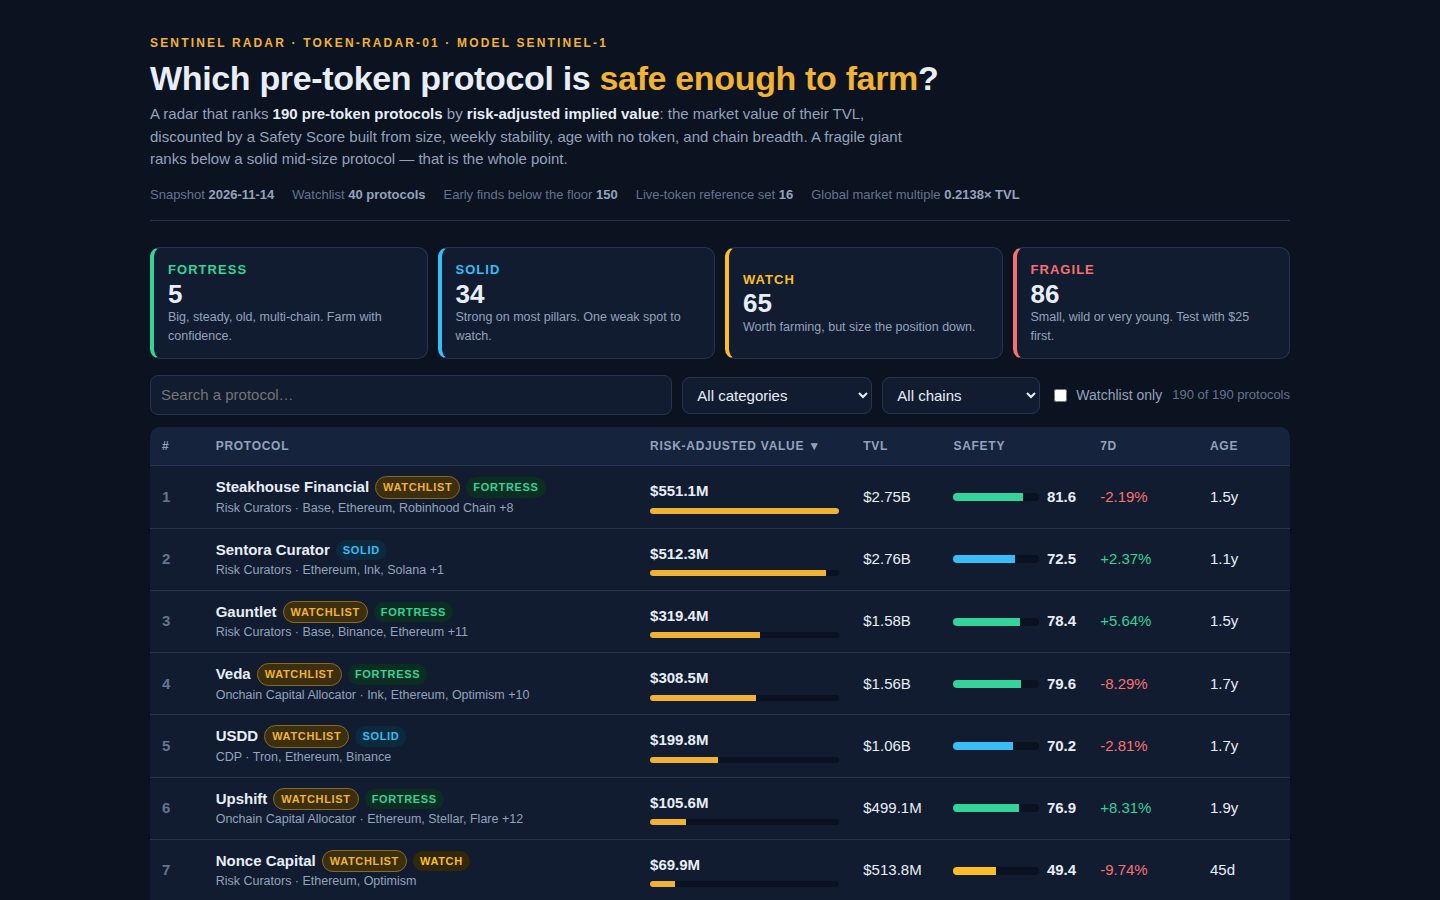 SENTINEL RADAR · TOKEN-RADAR-01 · MODEL SENTINEL-1
Which pre-token protocol is safe enough to farm?
A radar that ranks 190 pre-token protocols by risk-adjusted implied value: the market value of their TVL,
discounted by a Safety Score built from size, weekly stability, age with no token, and chain breadth. A fragile giant
ranks below a solid mid-size protocol — that is the whole point.
Snapshot 2026-11-14 Watchlist 40 protocols Early finds below the floor 150 Live-token reference set 16 Global market multiple 0.2138× TVL
FORTRESS
5
Big, steady, old, multi-chain. Farm with
confidence.
SOLID
34
Strong on most pillars. One weak spot to
watch.
WATCH
65
Worth farming, but size the position down.
FRAGILE
86
Small, wild or very young. Test with $25
first.
Search a protocol… All categories All chains Watchlist only 190 of 190 protocols
# PROTOCOL RISK-ADJUSTED VALUE ▼ TVL SAFETY 7D AGE
1 Steakhouse Financial WATCHLIST FORTRESS $551.1M $2.75B 81.6 -2.19% 1.5y
Risk Curators · Base, Ethereum, Robinhood Chain +8
2 Sentora Curator SOLID $512.3M $2.76B 72.5 +2.37% 1.1y
Risk Curators · Ethereum, Ink, Solana +1
3 Gauntlet WATCHLIST FORTRESS $319.4M $1.58B 78.4 +5.64% 1.5y
Risk Curators · Base, Binance, Ethereum +11
4 Veda WATCHLIST FORTRESS $308.5M $1.56B 79.6 -8.29% 1.7y
Onchain Capital Allocator · Ink, Ethereum, Optimism +10
5 USDD WATCHLIST SOLID $199.8M $1.06B 70.2 -2.81% 1.7y
CDP · Tron, Ethereum, Binance
6 Upshift WATCHLIST FORTRESS $105.6M $499.1M 76.9 +8.31% 1.9y
Onchain Capital Allocator · Ethereum, Stellar, Flare +12
7 Nonce Capital WATCHLIST WATCH $69.9M $513.8M 49.4 -9.74% 45d
Risk Curators · Ethereum, Optimism